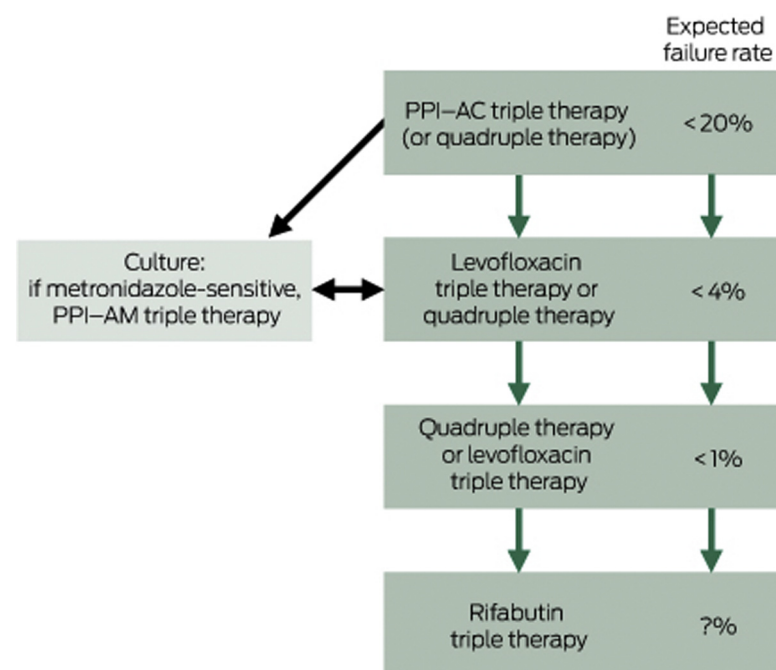 Expected
failure rate
PPI–AC triple therapy
(or quadruple therapy)
<20%
Culture:
if metronidazole-sensitive,
PPI–AM triple therapy
Levofloxacin
triple therapy or
quadruple therapy
<4%
Quadruple therapy
or levofloxacin
triple therapy
<1%
Rifabutin
triple therapy
?%